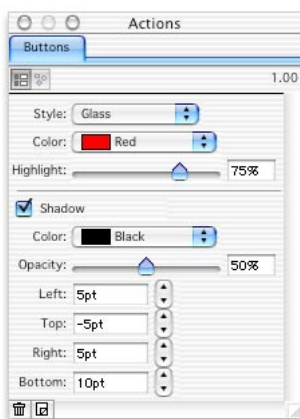 Actions
Buttons
1.00
Style: Glass
Color: Red
Highlight: 75%
Shadow
Color: Black
Opacity: 50%
Left: 5pt
Top: -5pt
Right: 5pt
Bottom: 10pt